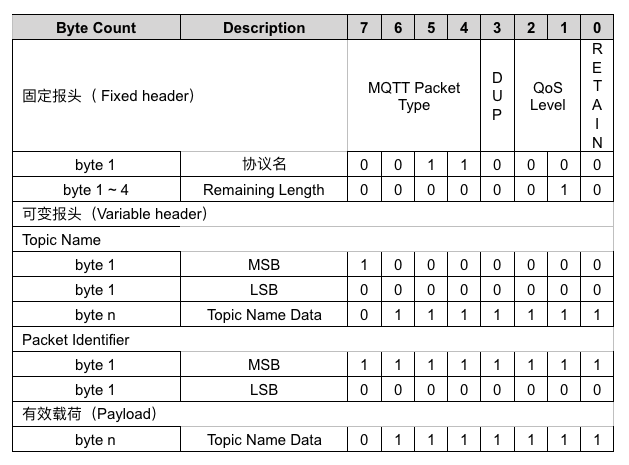 Byte Count Description 7 6 5 4 3 2 1 0
固定报头（ Fixed header） MQTT Packet Type DUP QoS Level RETAIN
byte 1 协议名 0 0 1 1 0 0 0 0
byte 1 ~ 4 Remaining Length 0 0 0 0 0 0 1 0
可变报头（Variable header）
Topic Name
byte 1 MSB 1 0 0 0 0 0 0 0
byte 1 LSB 0 0 0 0 0 0 0 0
byte n Topic Name Data 0 1 1 1 1 1 1 1
Packet Identifier
byte 1 MSB 1 1 1 1 1 1 1 1
byte 1 LSB 0 0 0 0 0 0 0 0
有效载荷（Payload）
byte n Topic Name Data 0 1 1 1 1 1 1 1